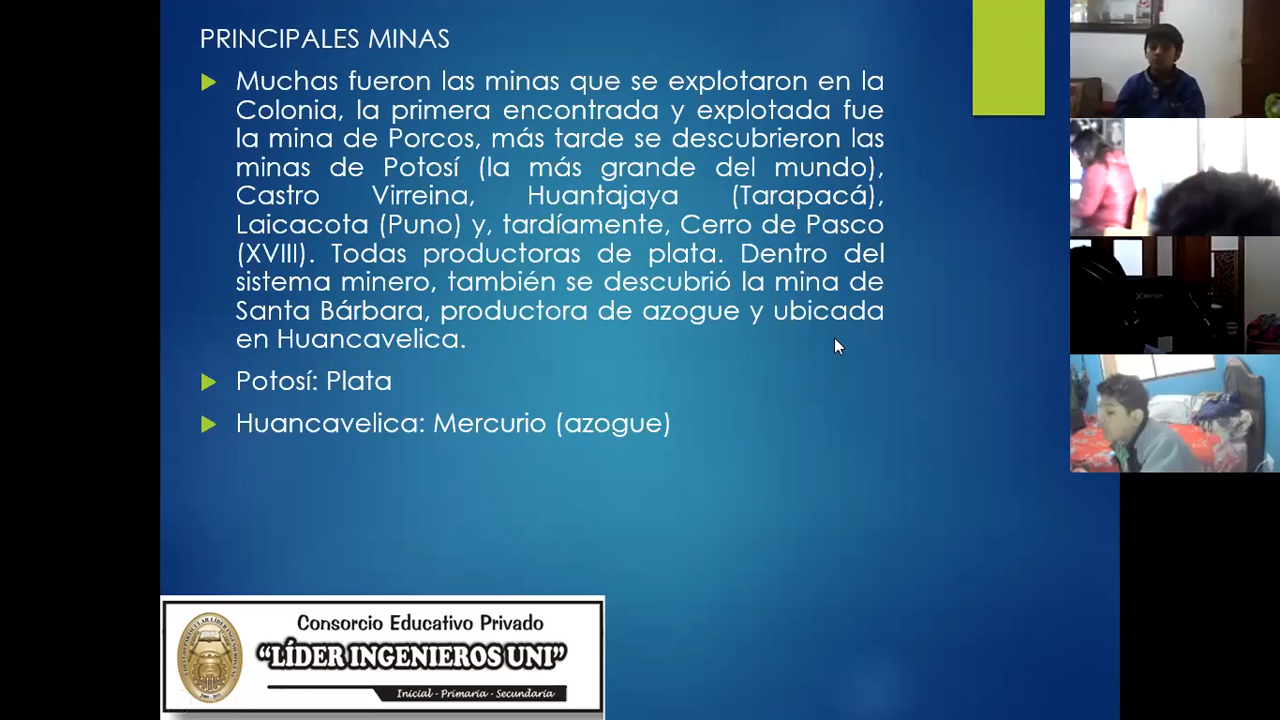 PRINCIPALES MINAS
Muchas fueron las minas que se explotaron en la
Colonia, la primera encontrada y explotada fue
la mina de Porcos, más tarde se descubrieron las
minas de Potosí (la más grande del mundo),
Castro Virreina, Huantajaya (Tarapacá),
Laicacota (Puno) y, tardíamente, Cerro de Pasco
(XVIII). Todas productoras de plata. Dentro del
sistema minero, también se descubrió la mina de
Santa Bárbara, productora de azogue y ubicada
en Huancavelica.
Potosí: Plata
Huancavelica: Mercurio (azogue)
Consorcio Educativo Privado
“LÍDER INGENIEROS UNI”
Inicial - Primaria - Secundaria